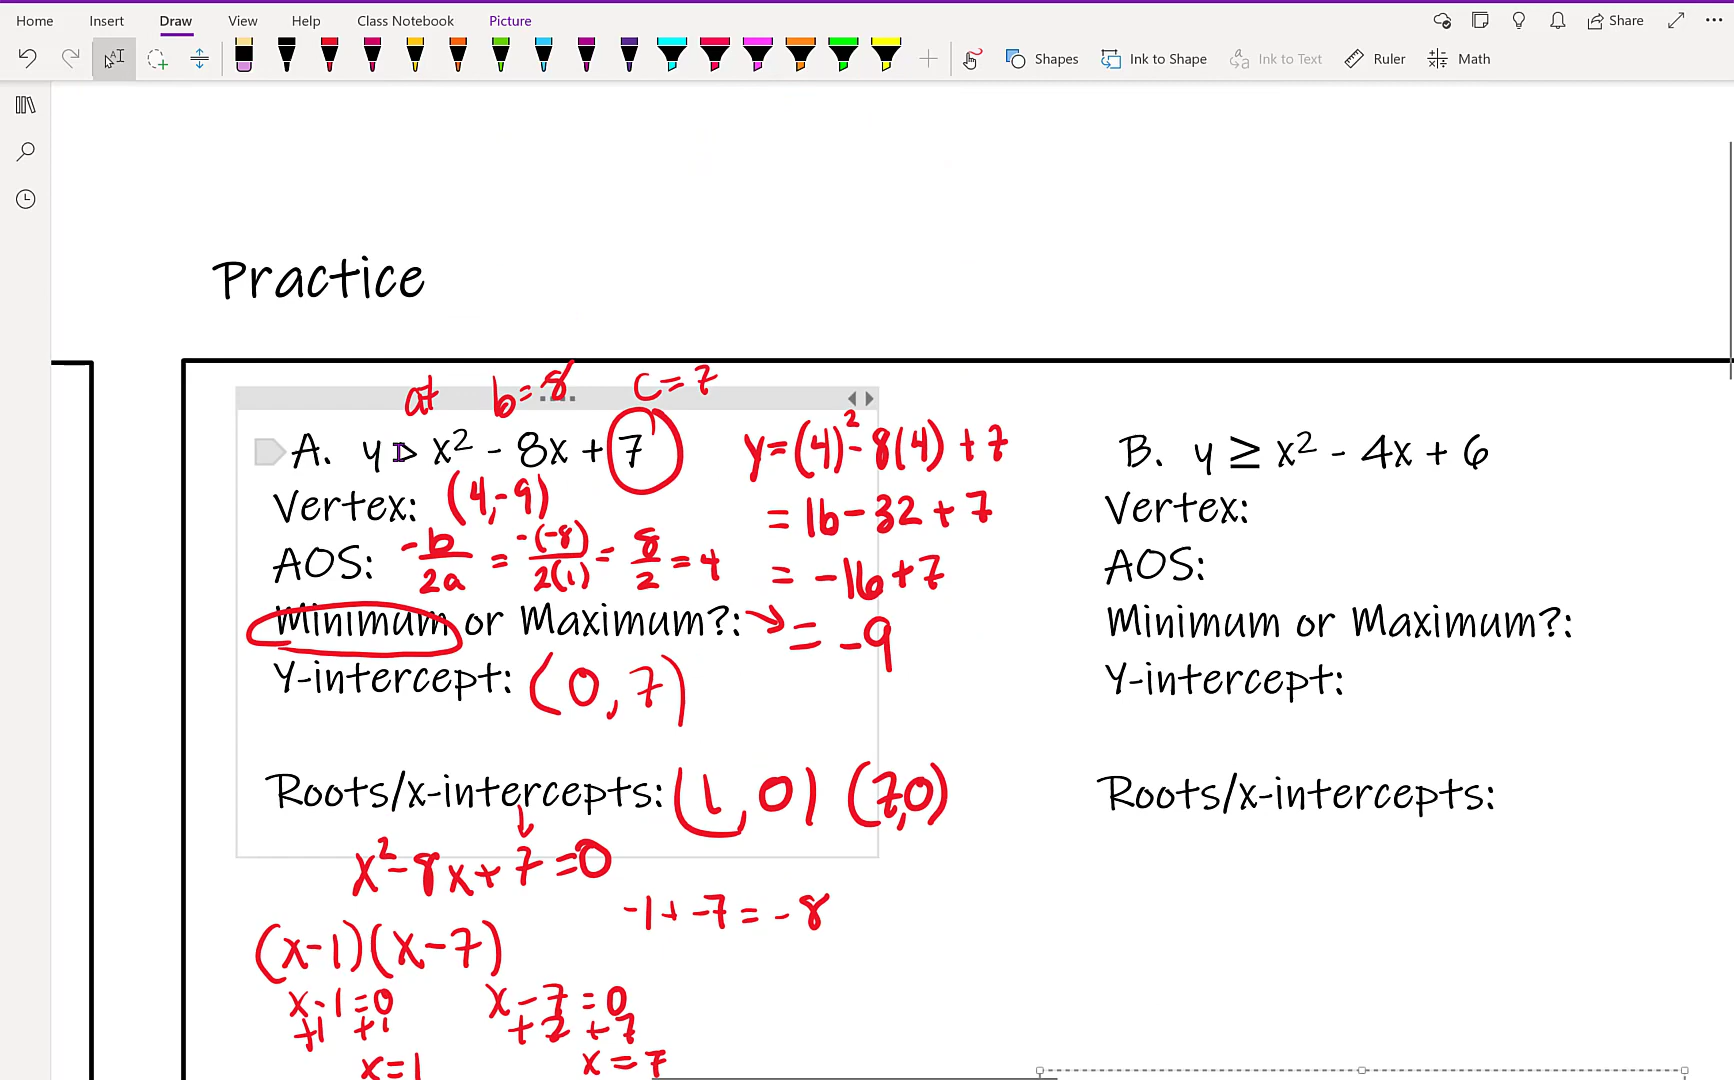 Home Insert Draw View Help Class Notebook Picture Share
Shapes Ink to Shape Ink to Text Ruler Math
Practice
b=8 C=7
A. y > x² - 8x + 7
y=(4)²-8(4)+7
Vertex: (4,-9)
= 16-32+7
AOS: -b/2a = -(-8)/2(1) = 8/2 = 4
= -16+7
Minimum or Maximum?:
= -9
Y-intercept: (0,7)
Roots/x-intercepts: (1,0) (7,0)
x²-8x+7=0
-1+-7=-8
(x-1)(x-7)
x-1=0 x-7=0
+1 +1 +7
x=1 x=7
B. y ≥ x² - 4x + 6
Vertex:
AOS:
Minimum or Maximum?:
Y-intercept:
Roots/x-intercepts: